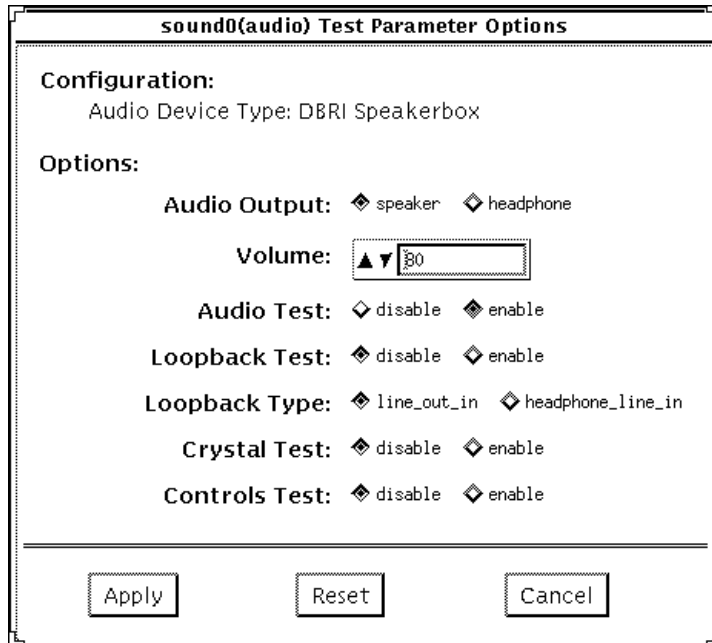 sound0(audio) Test Parameter Options
Configuration:
Audio Device Type: DBRI Speakerbox
Options:
Audio Output: speaker headphone
Volume: 80
Audio Test: disable enable
Loopback Test: disable enable
Loopback Type: line_out_in headphone_line_in
Crystal Test: disable enable
Controls Test: disable enable
Apply Reset Cancel